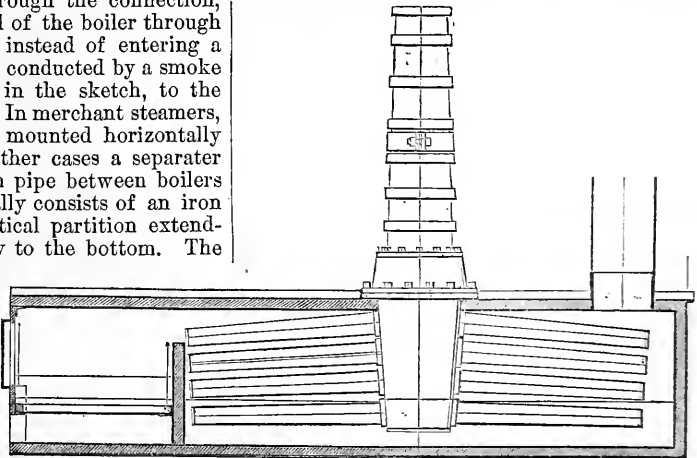 rough the connection,
l of the boiler through
instead of entering a
conducted by a smoke
in the sketch, to the
In merchant steamers,
mounted horizontally
ther cases a separater
n pipe between boilers
lly consists of an iron
tical partition extend-
y to the bottom. The